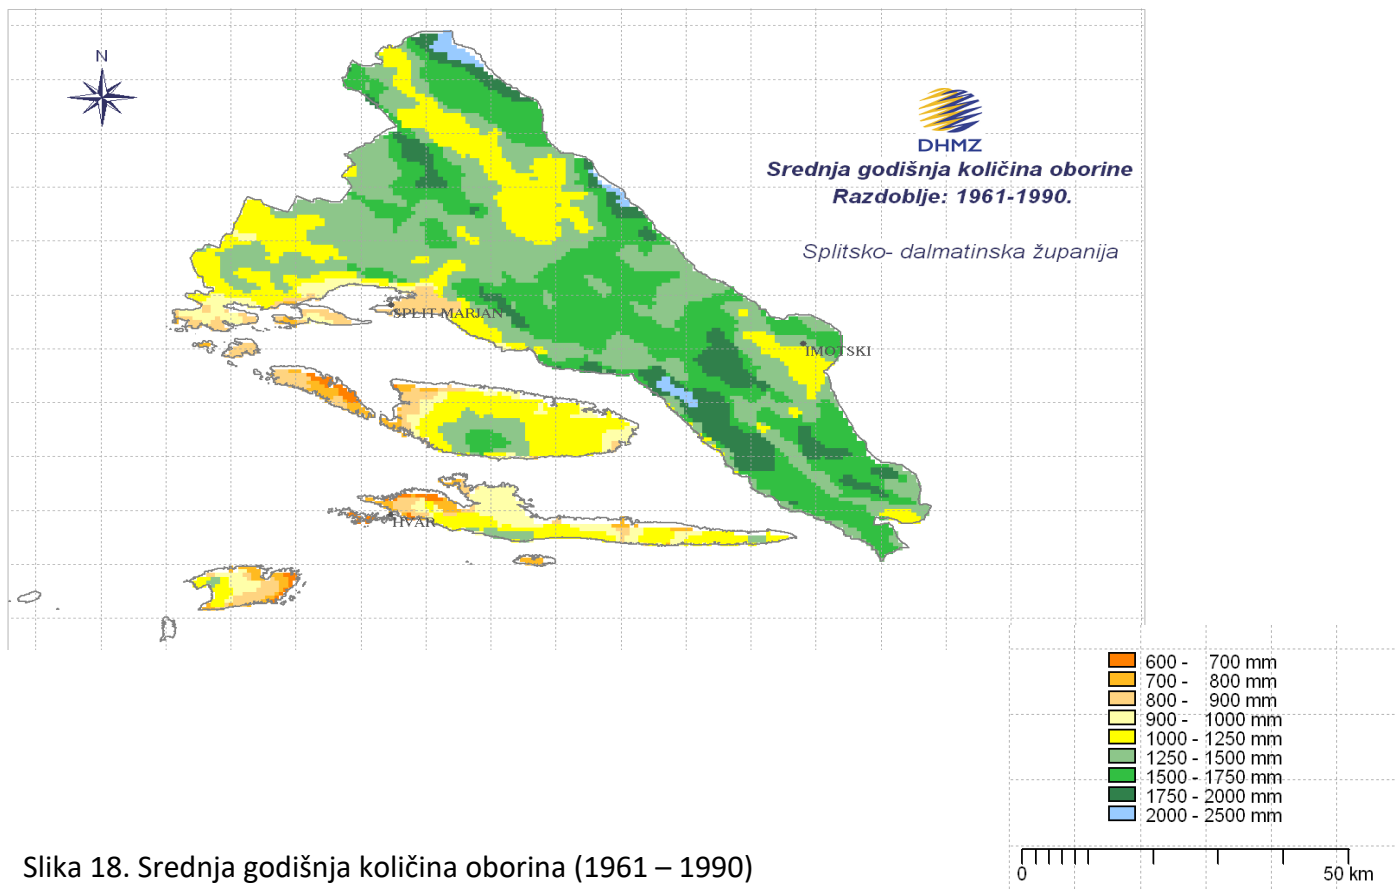 N
DHMZ
Srednja godišnja količina oborine
Razdoblje: 1961-1990.
Splitsko- dalmatinska županija
SPLIT-MARJAN
IMOTSKI
HVAR
600 - 700 mm
700 - 800 mm
800 - 900 mm
900 - 1000 mm
1000 - 1250 mm
1250 - 1500 mm
1500 - 1750 mm
1750 - 2000 mm
2000 - 2500 mm
0 50 km
Slika 18. Srednja godišnja količina oborina (1961 – 1990)